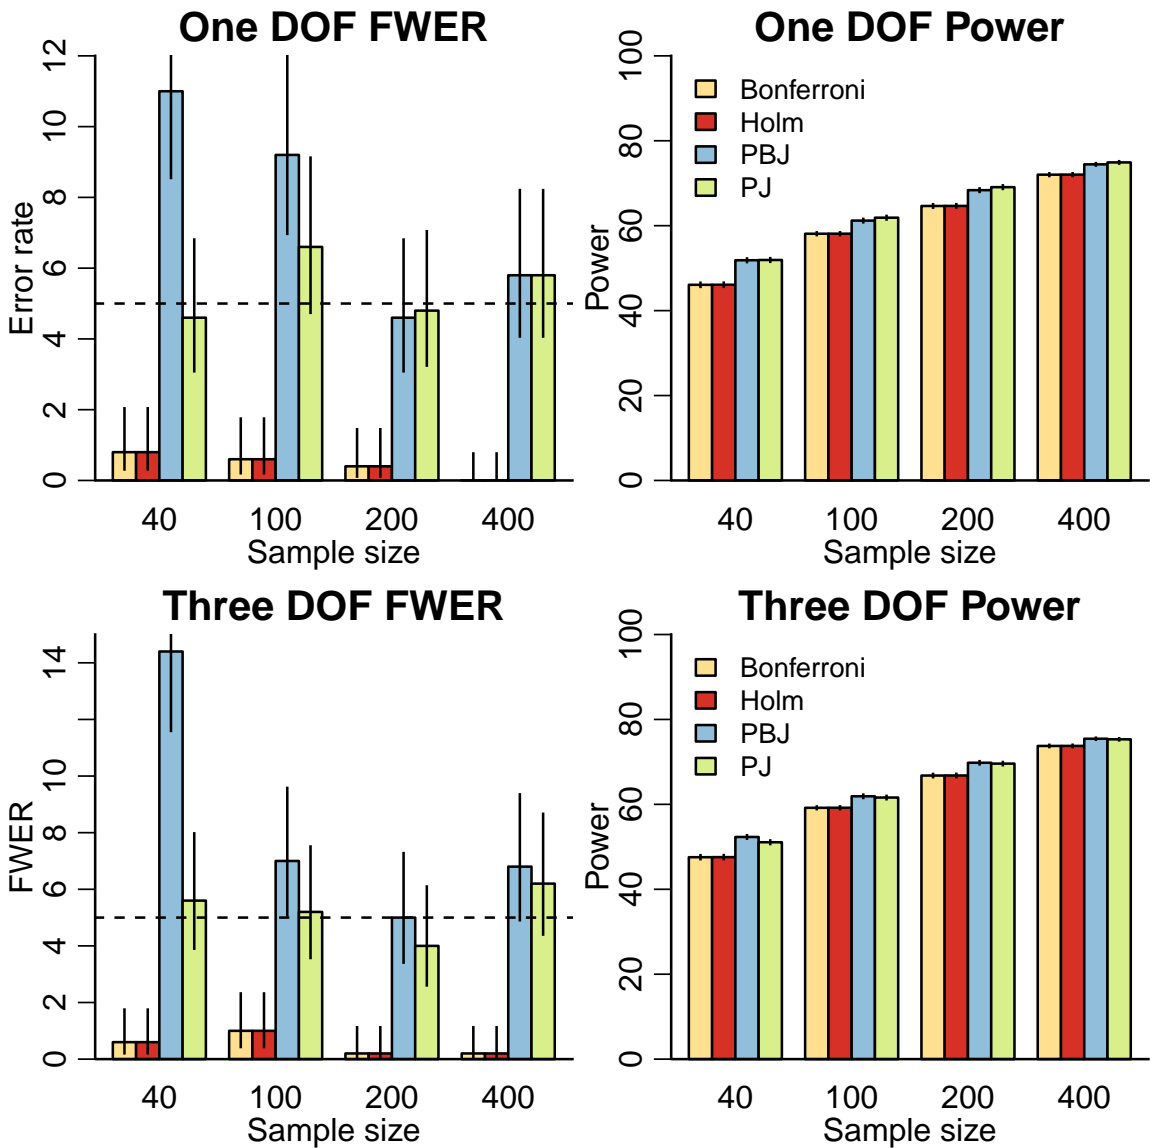 One DOF FWER
Error rate
12
10
8
6
4
2
0
40 100 200 400
Sample size
One DOF Power
Power
100
80
60
40
20
0
Bonferroni
Holm
PBJ
PJ
40 100 200 400
Sample size
Three DOF FWER
FWER
14
10
8
6
4
2
0
40 100 200 400
Sample size
Three DOF Power
Power
100
80
60
40
20
0
Bonferroni
Holm
PBJ
PJ
40 100 200 400
Sample size